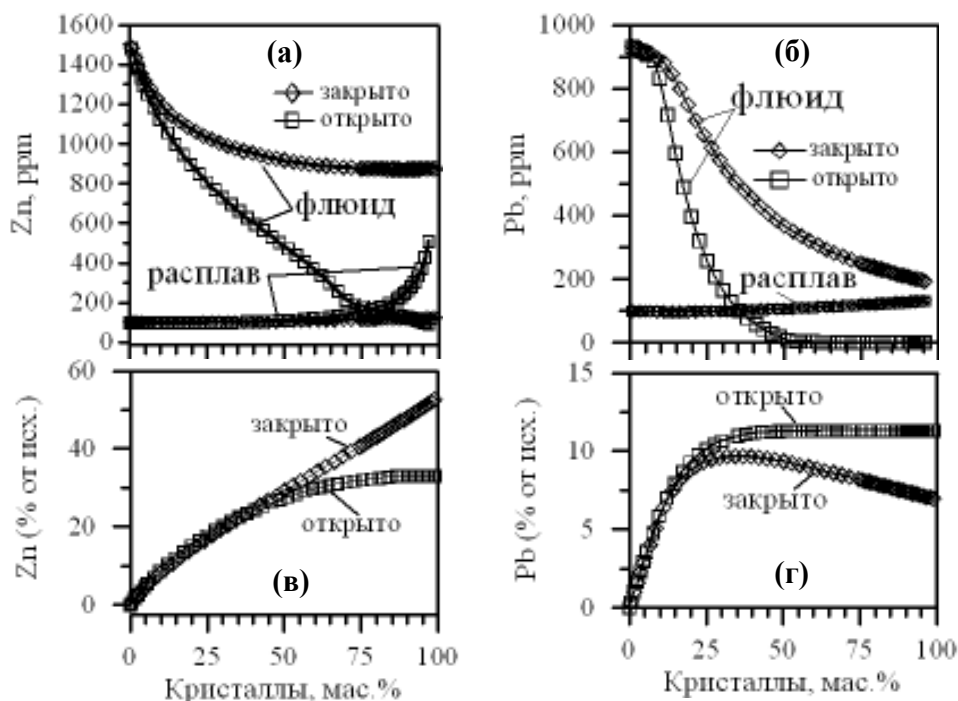 1600
1400
1200
1000
800
600
400
200
0
Zn, ppm
(а)
закрыто
открыто
флюид
расплав
1000
800
600
400
200
0
Pb, ppm
(б)
флюид
закрыто
открыто
расплав
60
40
20
0
Zn (% от исх.)
закрыто
открыто
(в)
0 25 50 75 100
Кристаллы, мас.%
15
10
5
0
Pb (% от исх.)
открыто
закрыто
(г)
0 25 50 75 100
Кристаллы, мас.%